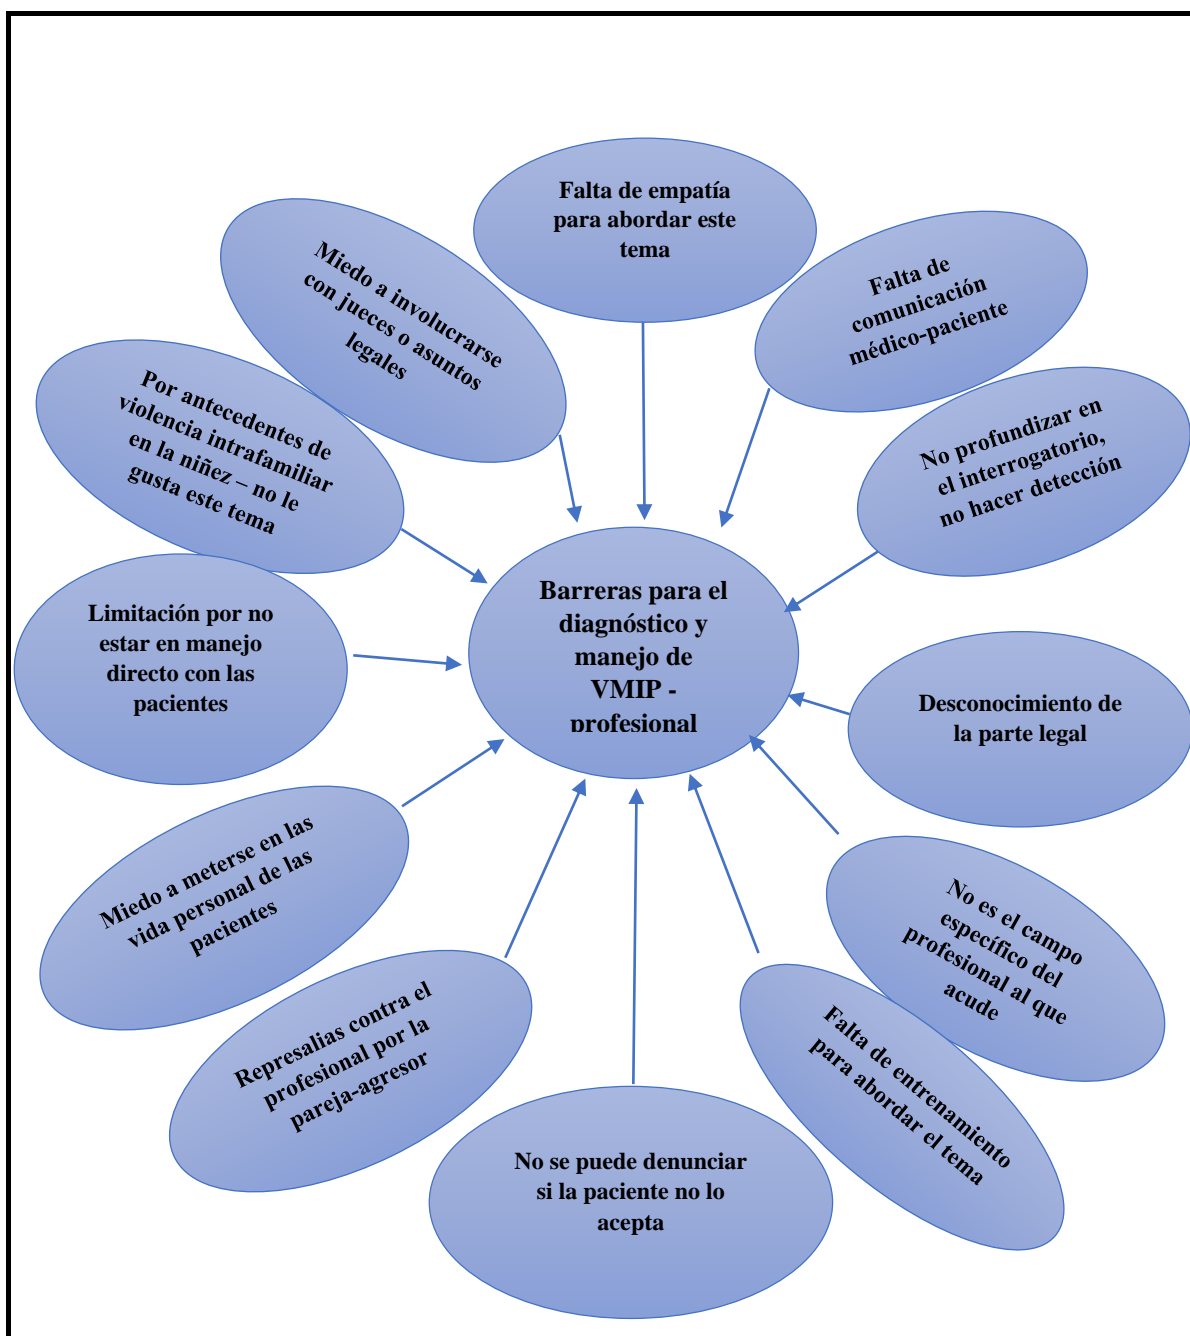 Falta de empatía
para abordar este
tema
Falta de
comunicación
médico-paciente
No profundizar en
el interrogatorio,
no hacer detección
Desconocimiento de
la parte legal
No es el campo
específico del
profesional al que
acude
Falta de entrenamiento
para abordar el tema
No se puede denunciar
si la paciente no lo
acepta
Represalias contra el
profesional por la
pareja-agresor
Miedo a meterse en las
vida personal de las
pacientes
Limitación por no
estar en manejo
directo con las
pacientes
Por antecedentes de
violencia intrafamiliar
en la niñez – no le
gusta este tema
Miedo a involucrarse
con jueces o asuntos
legales
Barreras para el
diagnóstico y
manejo de
VMIP -
profesional